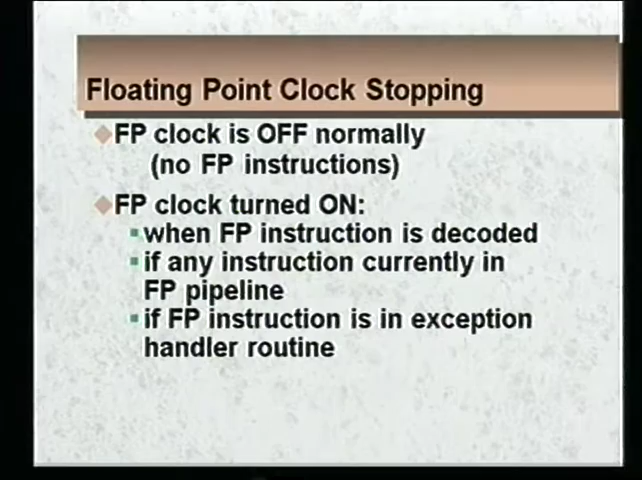 Floating Point Clock Stopping
FP clock is OFF normally
(no FP instructions)
FP clock turned ON:
when FP instruction is decoded
if any instruction currently in
FP pipeline
if FP instruction is in exception
handler routine